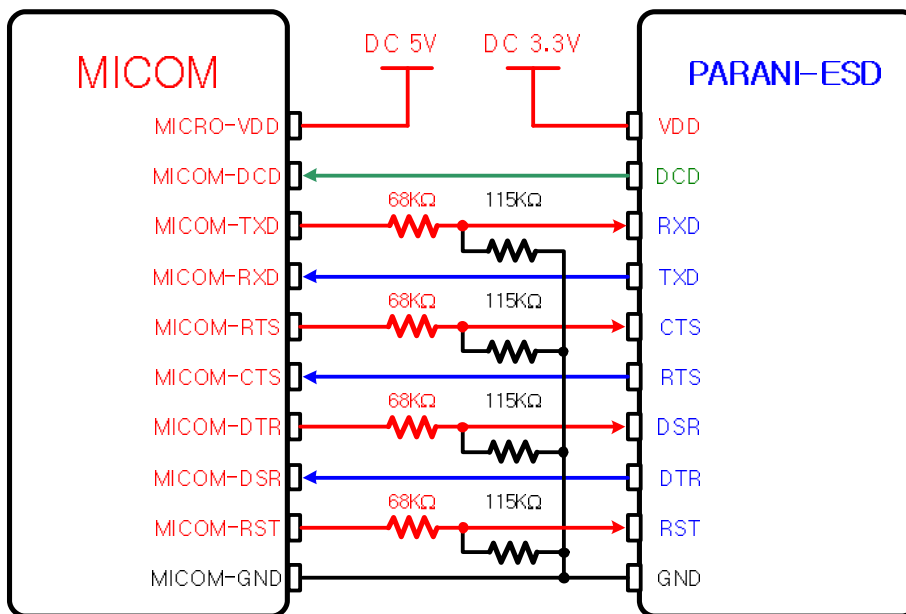 DC 5V DC 3.3V
MICOM PARANI-ESD
MICRO-VDD VDD
MICOM-DCD DCD
68KΩ 115KΩ
MICOM-TXD RXD
MICOM-RXD TXD
68KΩ 115KΩ
MICOM-RTS CTS
MICOM-CTS RTS
68KΩ 115KΩ
MICOM-DTR DSR
MICOM-DSR DTR
68KΩ 115KΩ
MICOM-RST RST
MICOM-GND GND